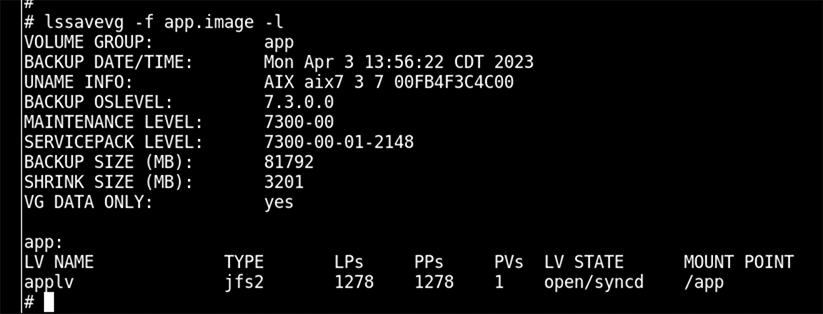 #
# lssavevg -f app.image -l
VOLUME GROUP: app
BACKUP DATE/TIME: Mon Apr 3 13:56:22 CDT 2023
UNAME INFO: AIX aix7 3 7 00FB4F3C4C00
BACKUP OSLEVEL: 7.3.0.0
MAINTENANCE LEVEL: 7300-00
SERVICEPACK LEVEL: 7300-00-01-2148
BACKUP SIZE (MB): 81792
SHRINK SIZE (MB): 3201
VG DATA ONLY: yes
app:
LV NAME TYPE LPs PPs PVs LV STATE MOUNT POINT
applv jfs2 1278 1278 1 open/syncd /app
#